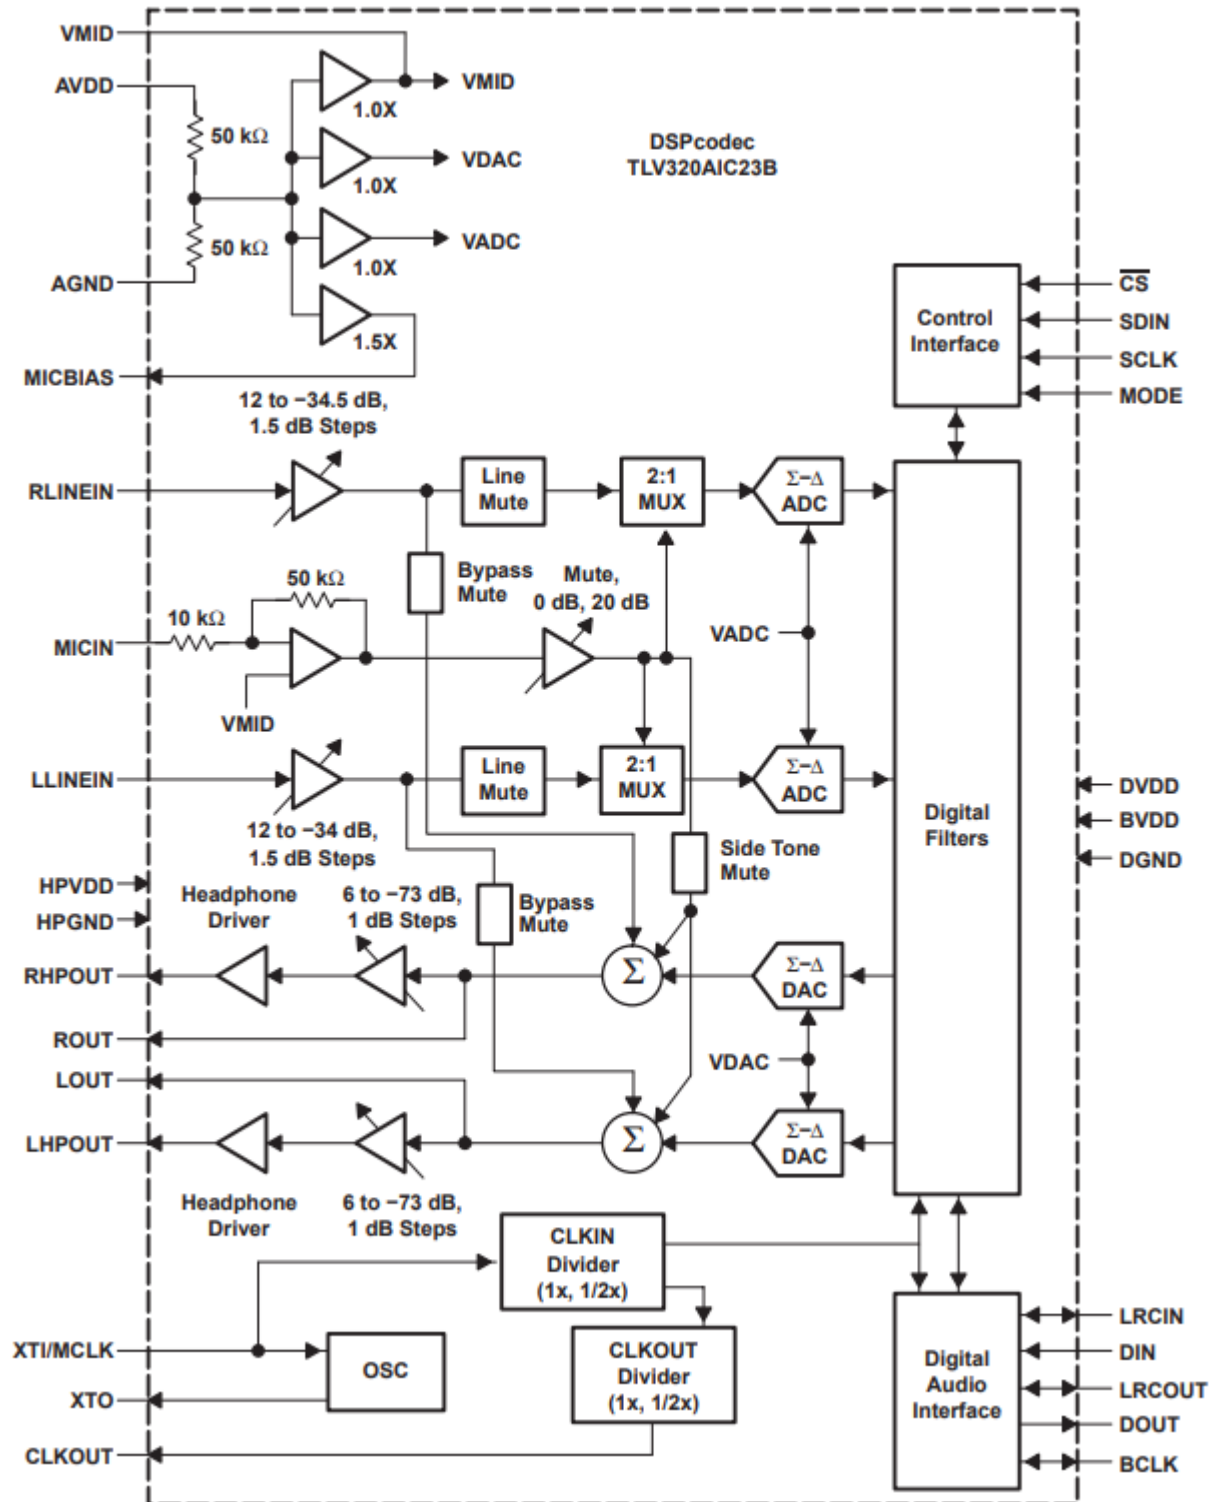 VMID
AVDD
50 kΩ
50 kΩ
AGND
MICBIAS
1.0X
VMID
1.0X
VDAC
1.0X
VADC
1.5X
DSPcodec
TLV320AIC23B
Control
Interface
CS
SDIN
SCLK
MODE
12 to −34.5 dB,
1.5 dB Steps
RLINEIN
Line
Mute
2:1
MUX
Σ−Δ
ADC
Bypass
Mute
Mute,
0 dB, 20 dB
50 kΩ
10 kΩ
MICIN
VMID
VADC
LLINEIN
12 to −34 dB,
1.5 dB Steps
Line
Mute
2:1
MUX
Σ−Δ
ADC
Digital
Filters
DVDD
BVDD
DGND
Side Tone
Mute
HPVDD
HPGND
Headphone
Driver
6 to −73 dB,
1 dB Steps
Bypass
Mute
RHPOUT
Σ
Σ−Δ
DAC
ROUT
LOUT
VDAC
LHPOUT
Σ
Σ−Δ
DAC
Headphone
Driver
6 to −73 dB,
1 dB Steps
CLKIN
Divider
(1x, 1/2x)
XTI/MCLK
OSC
XTO
CLKOUT
Divider
(1x, 1/2x)
CLKOUT
Digital
Audio
Interface
LRCIN
DIN
LRCOUT
DOUT
BCLK